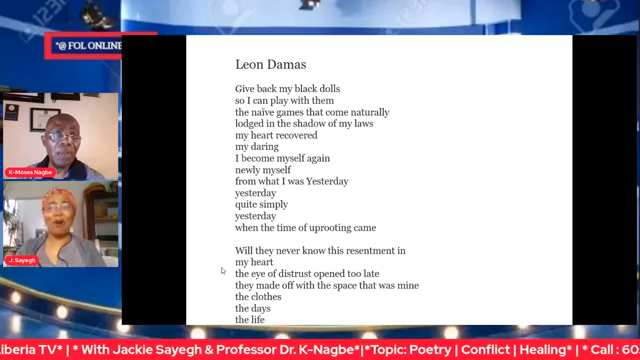 "@ FOL ONLINE
Leon Damas
Give back my black dolls
so I can play with them
the naïve games that come naturally
lodged in the shadow of my laws
my heart recovered
my daring
I become myself again
newly myself
from what I was Yesterday
yesterday
quite simply
yesterday
when the time of uprooting came
Will they never know this resentment in
my heart
the eye of distrust opened too late
they made off with the space that was mine
the clothes
the days
the life
K-Moses Nagbe
J. Sayegh
iberia TV* | * With Jackie Sayegh & Professor Dr. K-Nagbe*|*Topic: Poetry | Conflict | Healing* | * Call : 60